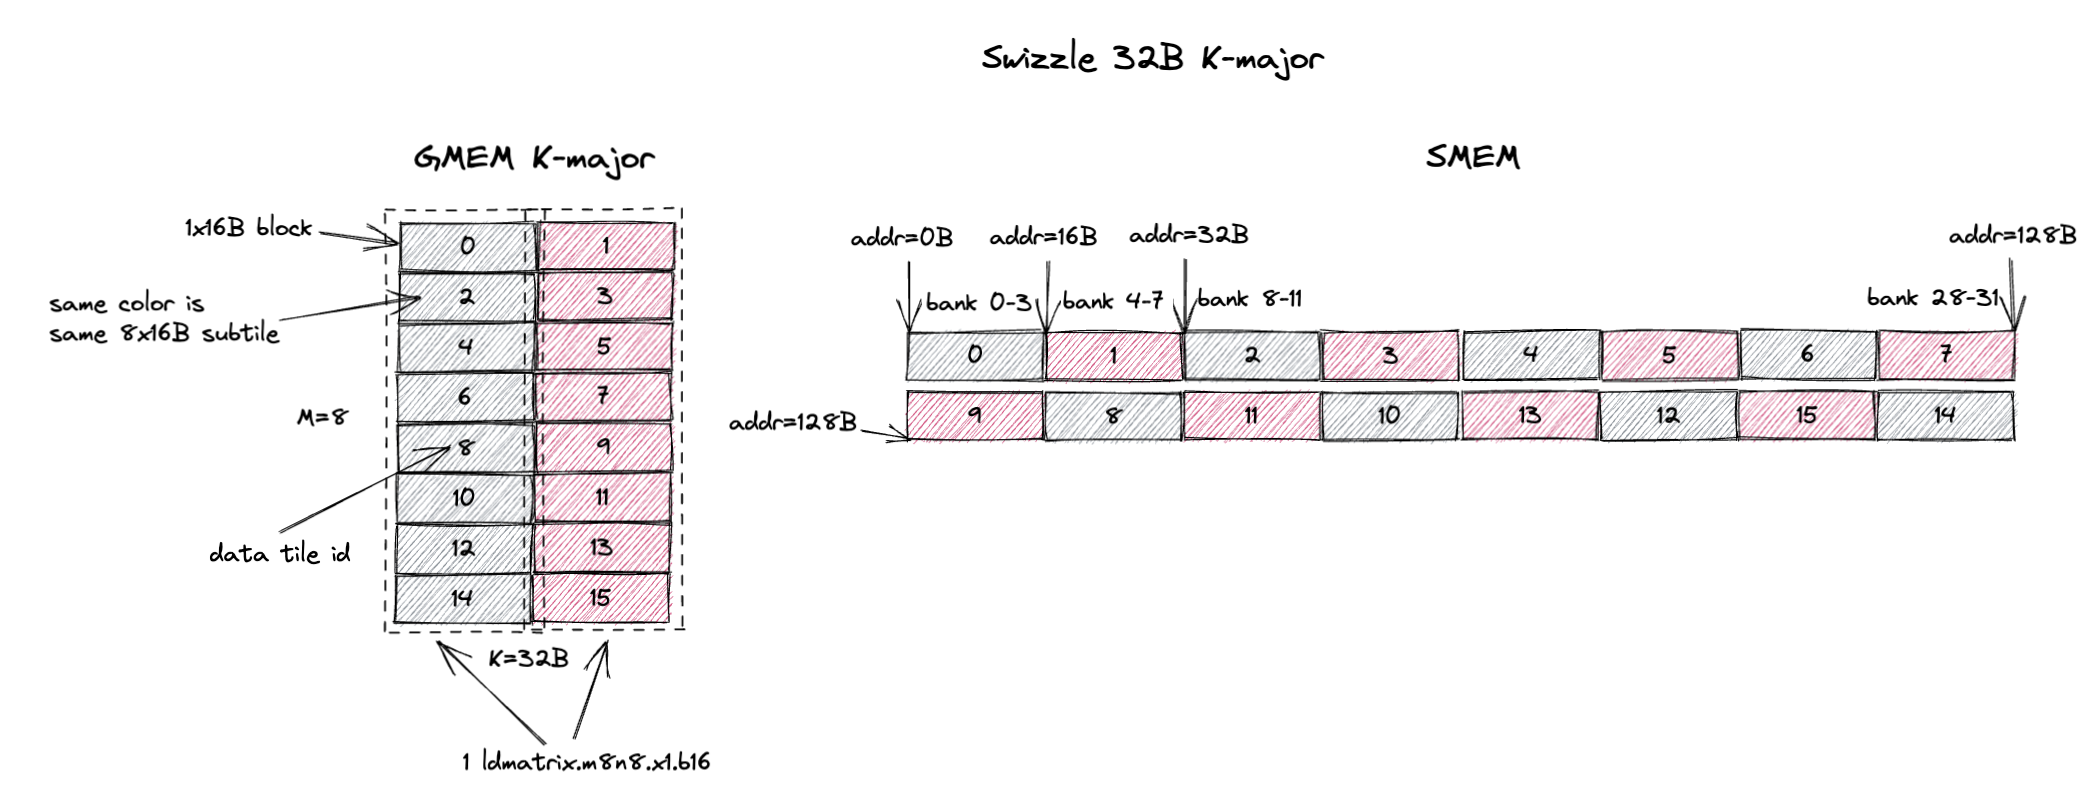 Swizzle 32B K-major
GMEM K-major
SMEM
1x16B block
same color is
same 8x16B subtile
M=8
data tile id
0 1
2 3
4 5
6 7
8 9
10 11
12 13
14 15
K=32B
1 ldmatrix.m8n8.x1.b16
addr=0B addr=16B addr=32B addr=128B
bank 0-3 bank 4-7 bank 8-11 bank 28-31
0 1 2 3 4 5 6 7
addr=128B
9 8 11 10 13 12 15 14